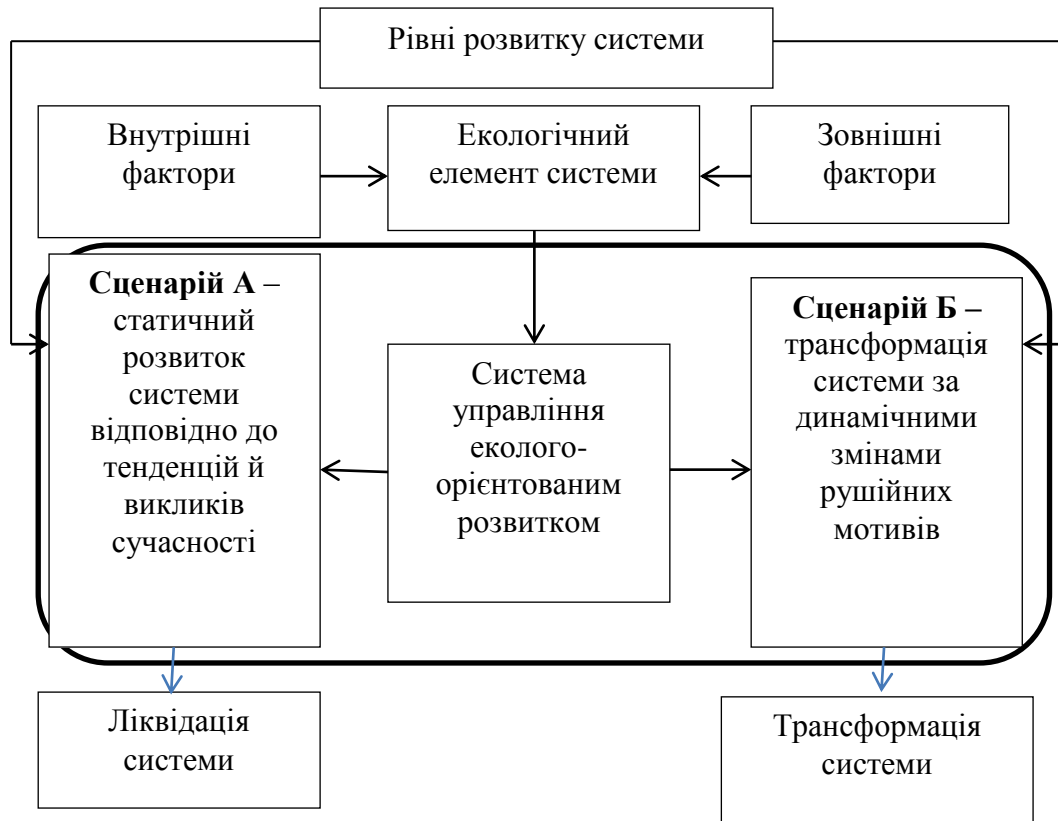 Рівні розвитку системи
Внутрішні
фактори
Екологічний
елемент системи
Зовнішні
фактори
Сценарій А –
статичний
розвиток
системи
відповідно до
тенденцій й
викликів
сучасності
Система
управління
еколого-
орієнтованим
розвитком
Сценарій Б –
трансформація
системи за
динамічними
змінами
рушійних
мотивів
Ліквідація
системи
Трансформація
системи